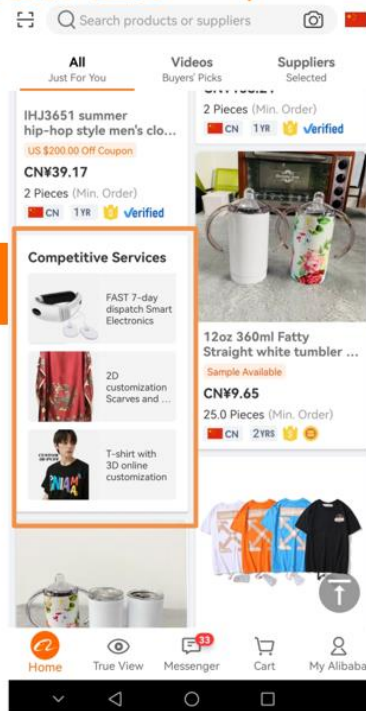 Search products or suppliers
All
Just For You
Videos
Buyers' Picks
Suppliers
Selected
IHJ3651 summer
hip-hop style men's clo...
US $200.00 Off Coupon
CN¥39.17
2 Pieces (Min. Order)
CN 1YR Verified
Competitive Services
FAST 7-day
dispatch Smart
Electronics
2D
customization
Scarves and ...
T-shirt with
3D online
customization
2 Pieces (Min. Order)
CN 1YR Verified
12oz 360ml Fatty
Straight white tumbler ...
Sample Available
CN¥9.65
25.0 Pieces (Min. Order)
CN 2YRS
33
Home
True View
Messenger
Cart
My Alibaba